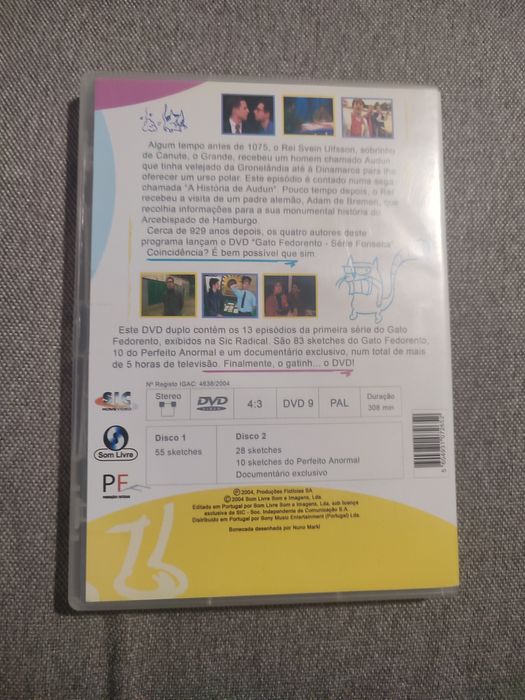 Algum tempo antes de 1075, o Rei Svein Ulfsson, sobrinho
de Canute, o Grande, recebeu um homem chamado Audun
que tinha velejado da Gronelândia até à Dinamarca para lhe
oferecer um urso polar. Este episódio é contado numa saga
chamada "A História de Audun". Pouco tempo depois, o Rei
recebeu a visita de um padre alemão, Adam de Bremen, que
recolhia informações para a sua monumental história do
Arcebispado de Hamburgo.
Cerca de 929 anos depois, os quatro autores deste
programa lançam o DVD "Gato Fedorento - Série Fonseca".
Coincidência? É bem possível que sim.
Este DVD duplo contém os 13 episódios da primeira série do Gato
Fedorento, exibidos na Sic Radical. São 83 sketches do Gato Fedorento,
10 do Perfeito Anormal e um documentário exclusivo, num total de mais
de 5 horas de televisão. Finalmente, o gatinh... o DVD!
Nº Registo IGAC: 4638/2004
SIC
HOMEVIDEO
Stereo
DVD
VIDEO
4:3
DVD 9
PAL
Duração
308 min
Som Livre
Disco 1
55 sketches
Disco 2
28 sketches
10 sketches do Perfeito Anormal
Documentário exclusivo
PF
PRODUÇÕES FICTÍCIAS
Ⓟ2004, Produções Fictícias SA
©2004 Som Livre Som e Imagens, Lda.
Editado em Portugal por Som Livre Som e Imagens, Lda, sob licença
exclusiva de SIC - Soc. Independente de Comunicação S.A.
Distribuído em Portugal por Sony Music Entertainment (Portugal) Lda.
Bonecada desenhada por Nuno Markl